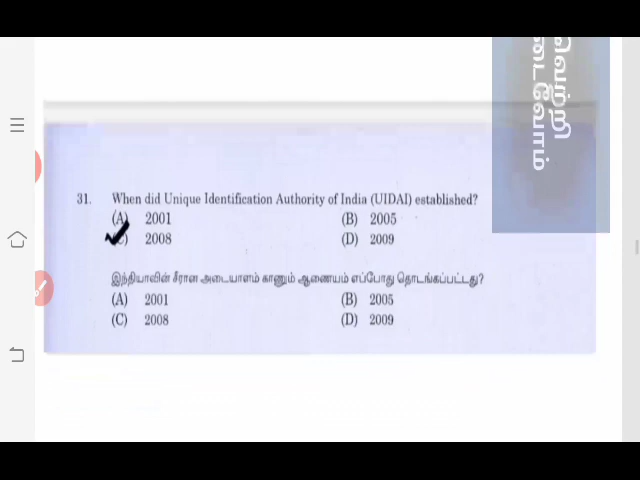 வெற்றி
படைவோம்
31. When did Unique Identification Authority of India (UIDAI) established?
(A) 2001 (B) 2005
(C) 2008 (D) 2009
இந்தியாவின் சீரான அடையாளம் காணும் ஆணையம் எப்போது தொடங்கப்பட்டது?
(A) 2001 (B) 2005
(C) 2008 (D) 2009